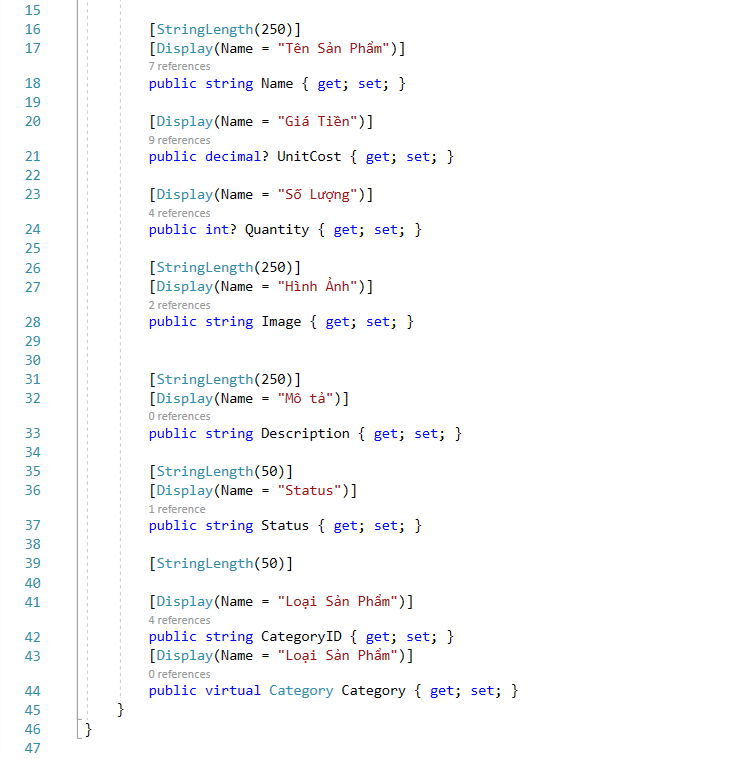 15
16 [StringLength(250)]
17 [Display(Name = "Tên Sản Phẩm")]
7 references
18 public string Name { get; set; }
19
20 [Display(Name = "Giá Tiền")]
9 references
21 public decimal? UnitCost { get; set; }
22
23 [Display(Name = "Số Lượng")]
4 references
24 public int? Quantity { get; set; }
25
26 [StringLength(250)]
27 [Display(Name = "Hình Ảnh")]
2 references
28 public string Image { get; set; }
29
30
31 [StringLength(250)]
32 [Display(Name = "Mô tả")]
0 references
33 public string Description { get; set; }
34
35 [StringLength(50)]
36 [Display(Name = "Status")]
1 reference
37 public string Status { get; set; }
38
39 [StringLength(50)]
40
41 [Display(Name = "Loại Sản Phẩm")]
4 references
42 public string CategoryID { get; set; }
43 [Display(Name = "Loại Sản Phẩm")]
0 references
44 public virtual Category Category { get; set; }
45 }
46 }
47